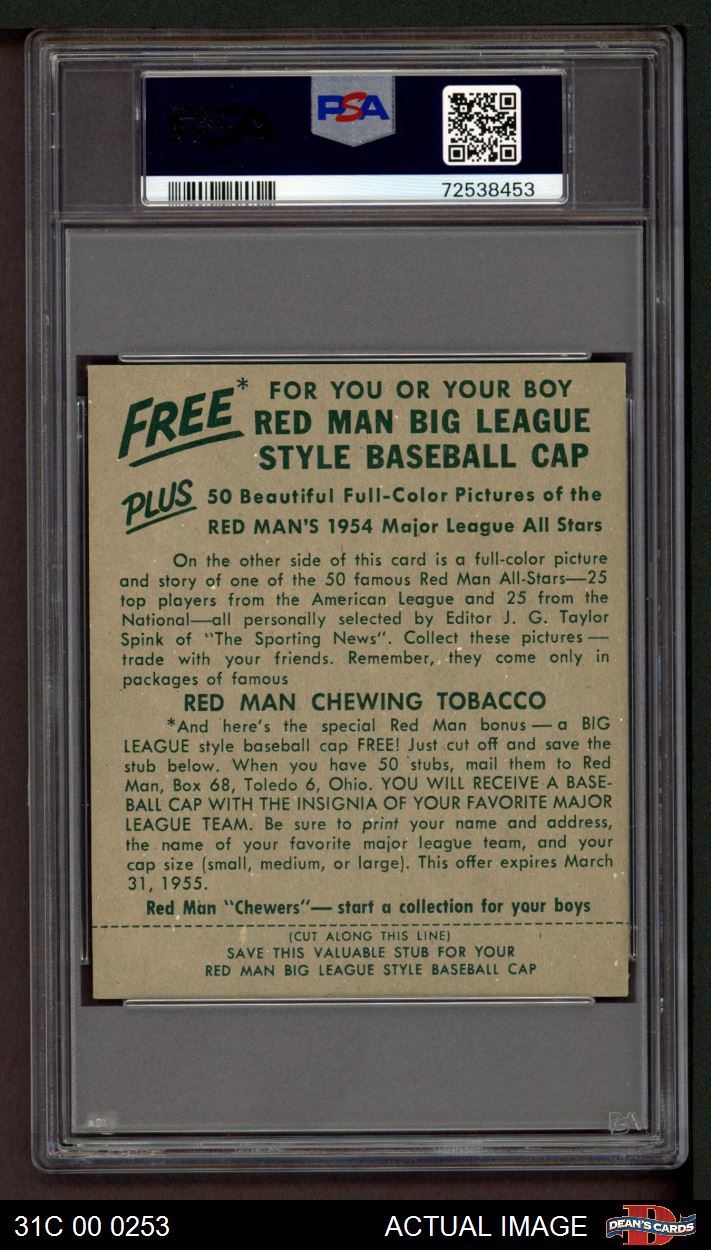 PSA
PSA
72538453
FREE* FOR YOU OR YOUR BOY
RED MAN BIG LEAGUE
STYLE BASEBALL CAP
PLUS 50 Beautiful Full-Color Pictures of the
RED MAN'S 1954 Major League All Stars
On the other side of this card is a full-color picture
and story of one of the 50 famous Red Man All-Stars—25
top players from the American League and 25 from the
National—all personally selected by Editor J. G. Taylor
Spink of "The Sporting News". Collect these pictures—
trade with your friends. Remember, they come only in
packages of famous
RED MAN CHEWING TOBACCO
*And here's the special Red Man bonus—a BIG
LEAGUE style baseball cap FREE! Just cut off and save the
stub below. When you have 50 stubs, mail them to Red
Man, Box 68, Toledo 6, Ohio. YOU WILL RECEIVE A BASE-
BALL CAP WITH THE INSIGNIA OF YOUR FAVORITE MAJOR
LEAGUE TEAM. Be sure to print your name and address,
the name of your favorite major league team, and your
cap size (small, medium, or large). This offer expires March
31, 1955.
Red Man "Chewers"—start a collection for your boys
(CUT ALONG THIS LINE)
SAVE THIS VALUABLE STUB FOR YOUR
RED MAN BIG LEAGUE STYLE BASEBALL CAP
PSA
31C 00 0253 ACTUAL IMAGE DEAN'S CARDS